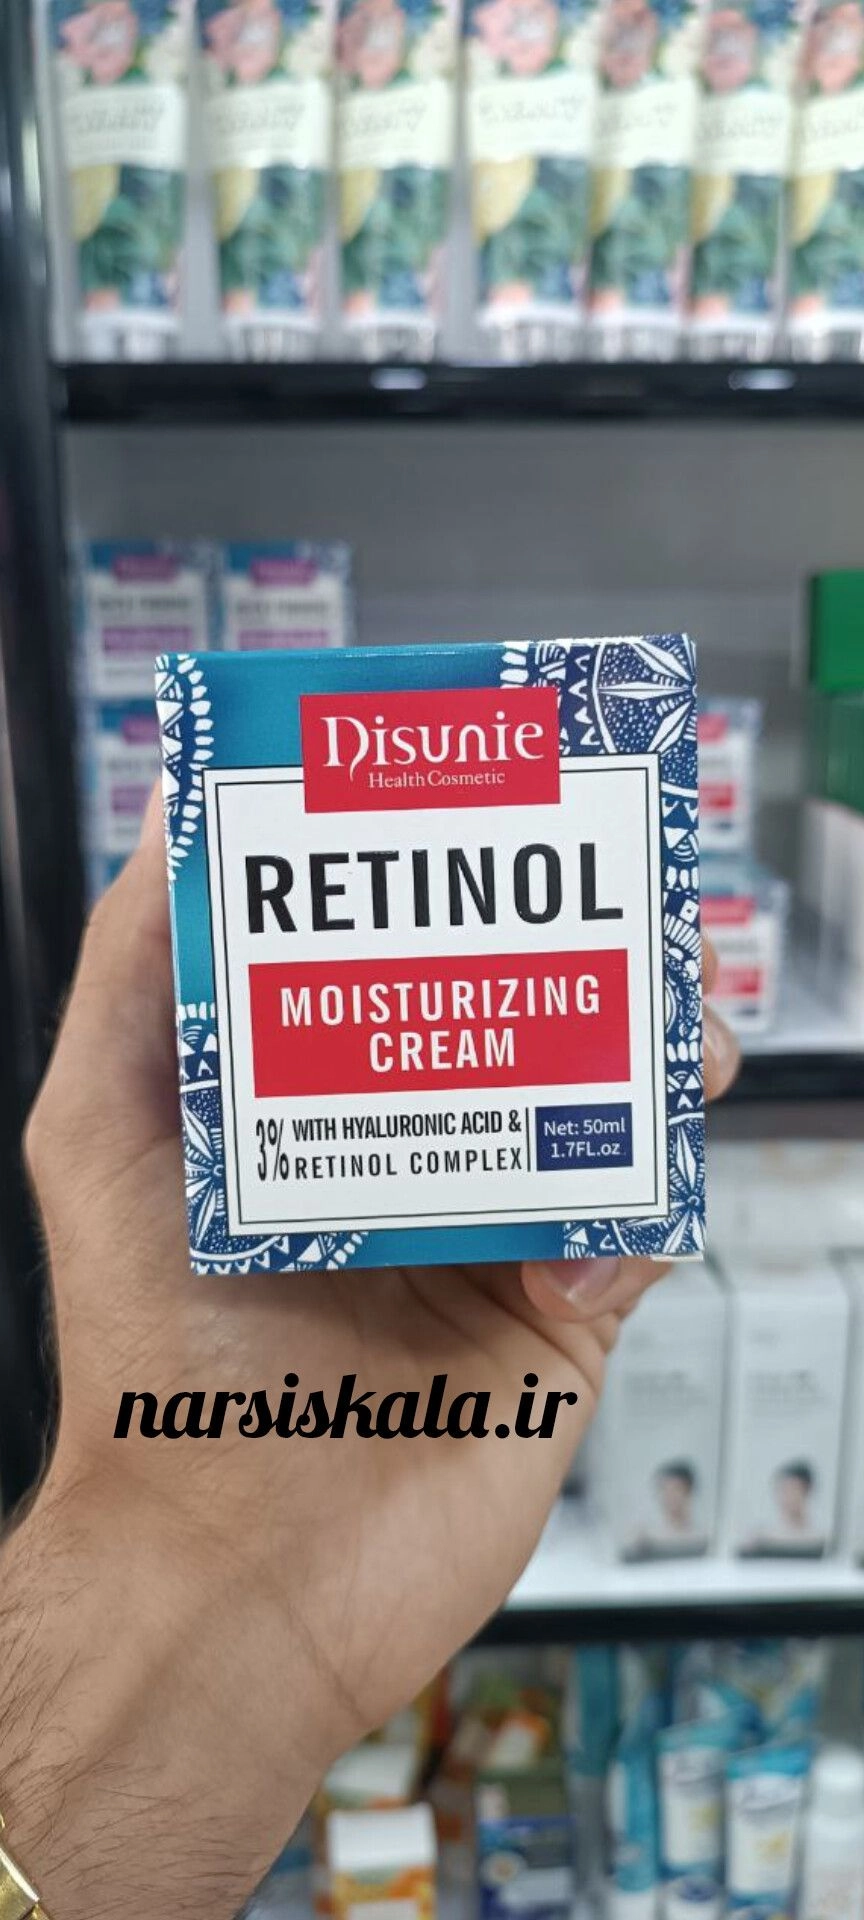 Disunie
Health Cosmetic
RETINOL
MOISTURIZING
CREAM
3% WITH HYALURONIC ACID &
RETINOL COMPLEX
Net: 50ml
1.7FL.oz
narsiskala.ir